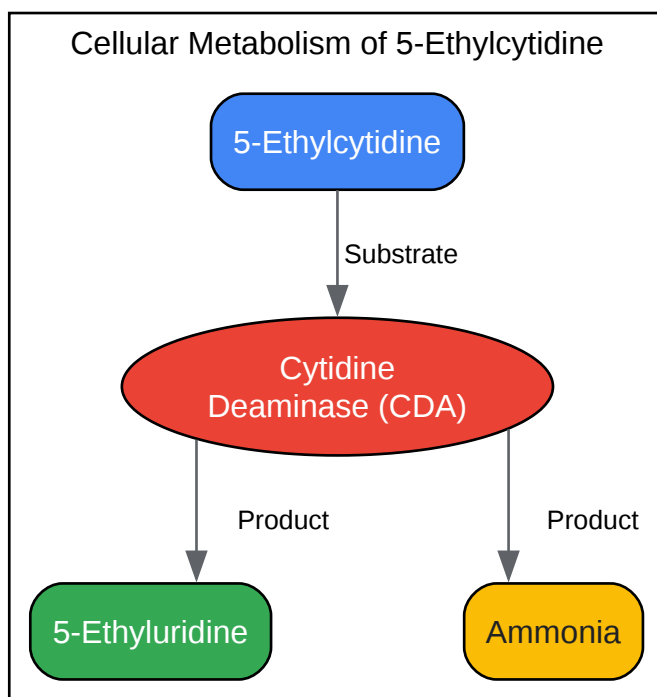 Cellular Metabolism of 5-Ethylcytidine
5-Ethylcytidine
Substrate
Cytidine
Deaminase (CDA)
Product
Product
5-Ethyluridine
Ammonia